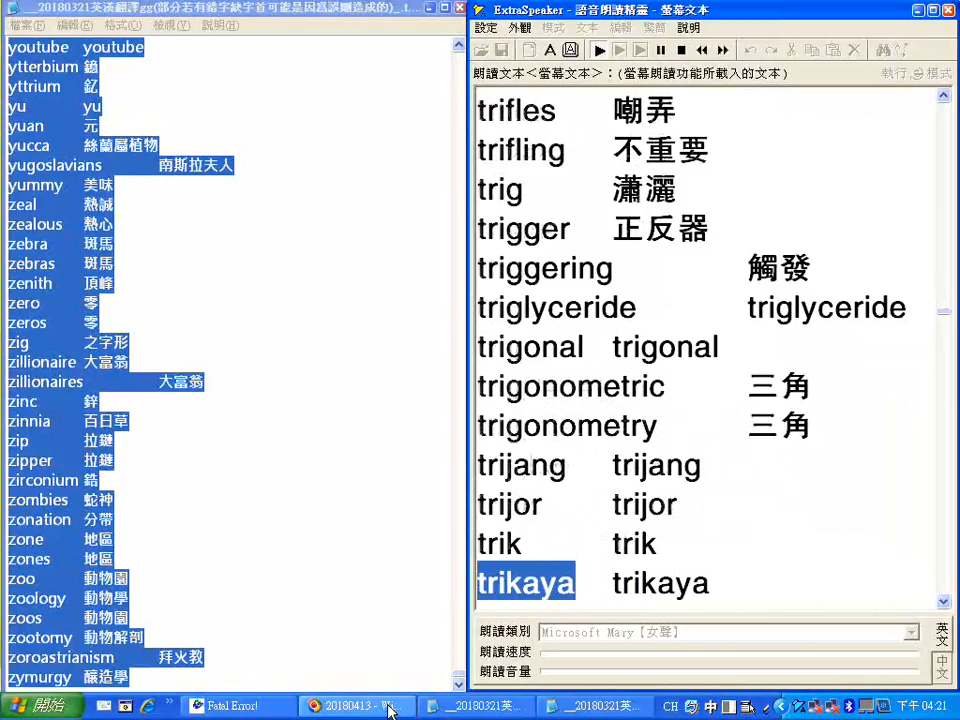 __20180321英漢翻譯gg(部分若有錯字缺字首可能是因為誤刪造成的)_.t...
檔案(F) 編輯(E) 格式(O) 檢視(V) 說明(H)
youtube youtube
ytterbium 鐿
yttrium 釔
yu yu
yuan 元
yucca 絲蘭屬植物
yugoslavians 南斯拉夫人
yummy 美味
zeal 熱誠
zealous 熱心
zebra 斑馬
zebras 斑馬
zenith 頂峰
zero 零
zeros 零
zig 之字形
zillionaire 大富翁
zillionaires 大富翁
zinc 鋅
zinnia 百日草
zip 拉鏈
zipper 拉鏈
zirconium 鋯
zombies 蛇神
zonation 分帶
zone 地區
zones 地區
zoo 動物園
zoology 動物學
zoos 動物園
zootomy 動物解剖
zoroastrianism 拜火教
zymurgy 釀造學
ExtraSpeaker - 語音朗讀精靈 - 螢幕文本
設定 外觀 模式 文本 編輯 繁簡 說明
朗讀文本<螢幕文本>：(螢幕朗讀功能所載入的文本)
執行 模式
trifles 嘲弄
trifling 不重要
trig 瀟灑
trigger 正反器
triggering 觸發
triglyceride triglyceride
trigonal trigonal
trigonometric 三角
trigonometry 三角
trijang trijang
trijor trijor
trik trik
trikaya trikaya
朗讀類別 Microsoft Mary【女聲】
朗讀速度
朗讀音量
英文
中文
開始 Fatal Error! 20180413 - Wi... __20180321英... __20180321英... CH 中 下午 04:21